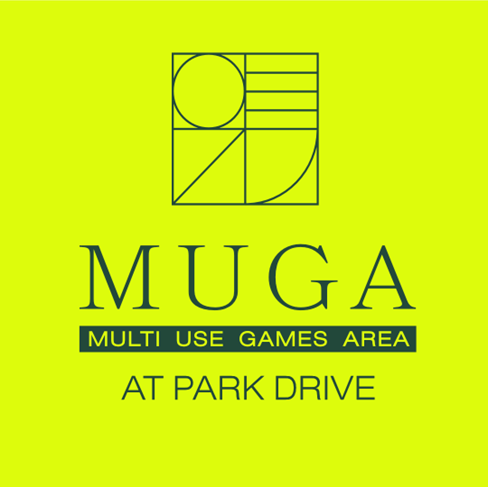 MUGA
MULTI USE GAMES AREA
AT PARK DRIVE